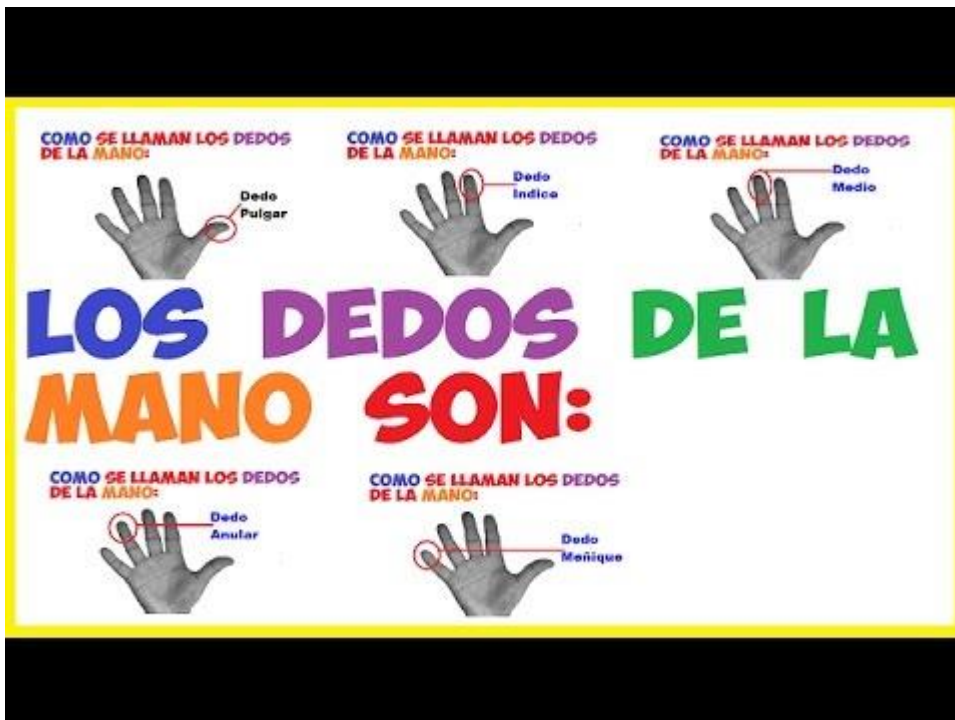 COMO SE LLAMAN LOS DEDOS
DE LA MANO:
Dedo
Pulgar
COMO SE LLAMAN LOS DEDOS
DE LA MANO:
Dedo
Indice
COMO SE LLAMAN LOS DEDOS
DE LA MANO:
Dedo
Medio
LOS DEDOS DE LA
MANO SON:
COMO SE LLAMAN LOS DEDOS
DE LA MANO:
Dedo
Anular
COMO SE LLAMAN LOS DEDOS
DE LA MANO:
Dedo
Meñique